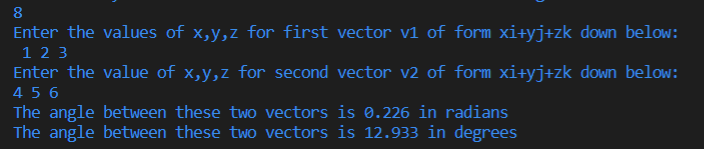 8
Enter the values of x,y,z for first vector v1 of form xi+yj+zk down below:
1 2 3
Enter the value of x,y,z for second vector v2 of form xi+yj+zk down below:
4 5 6
The angle between these two vectors is 0.226 in radians
The angle between these two vectors is 12.933 in degrees